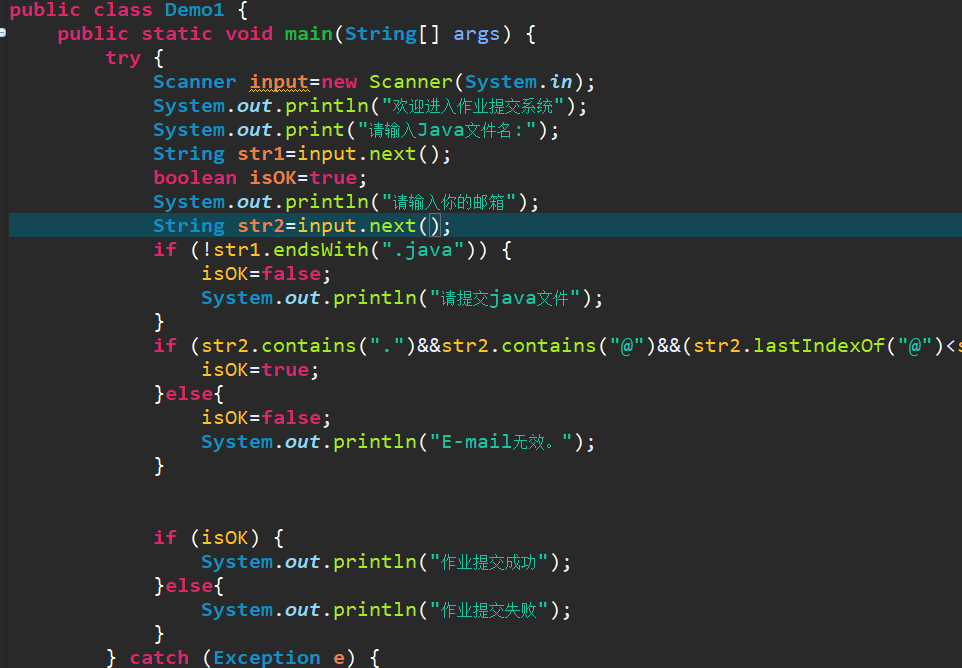 public class Demo1 {
public static void main(String[] args) {
try {
Scanner input=new Scanner(System.in);
System.out.println("欢迎进入作业提交系统");
System.out.print("请输入Java文件名:");
String str1=input.next();
boolean isOK=true;
System.out.println("请输入你的邮箱");
String str2=input.next();
if (!str1.endsWith(".java")) {
isOK=false;
System.out.println("请提交java文件");
}
if (str2.contains(".")&&str2.contains("@")&&(str2.lastIndexOf("@")<
isOK=true;
}else{
isOK=false;
System.out.println("E-mail无效。");
}
if (isOK) {
System.out.println("作业提交成功");
}else{
System.out.println("作业提交失败");
}
} catch (Exception e) {